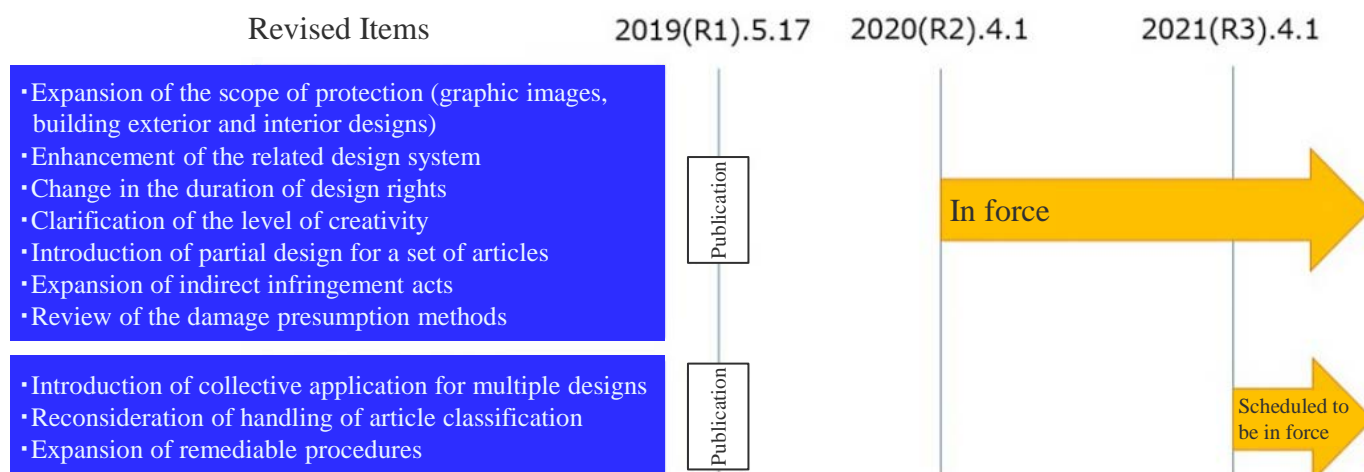 Revised Items
2019(R1).5.17
2020(R2).4.1
2021(R3).4.1
・Expansion of the scope of protection (graphic images,
building exterior and interior designs)
・Enhancement of the related design system
・Change in the duration of design rights
・Clarification of the level of creativity
・Introduction of partial design for a set of articles
・Expansion of indirect infringement acts
・Review of the damage presumption methods
Publication
In force
・Introduction of collective application for multiple designs
・Reconsideration of handling of article classification
・Expansion of remediable procedures
Publication
Scheduled to
be in force